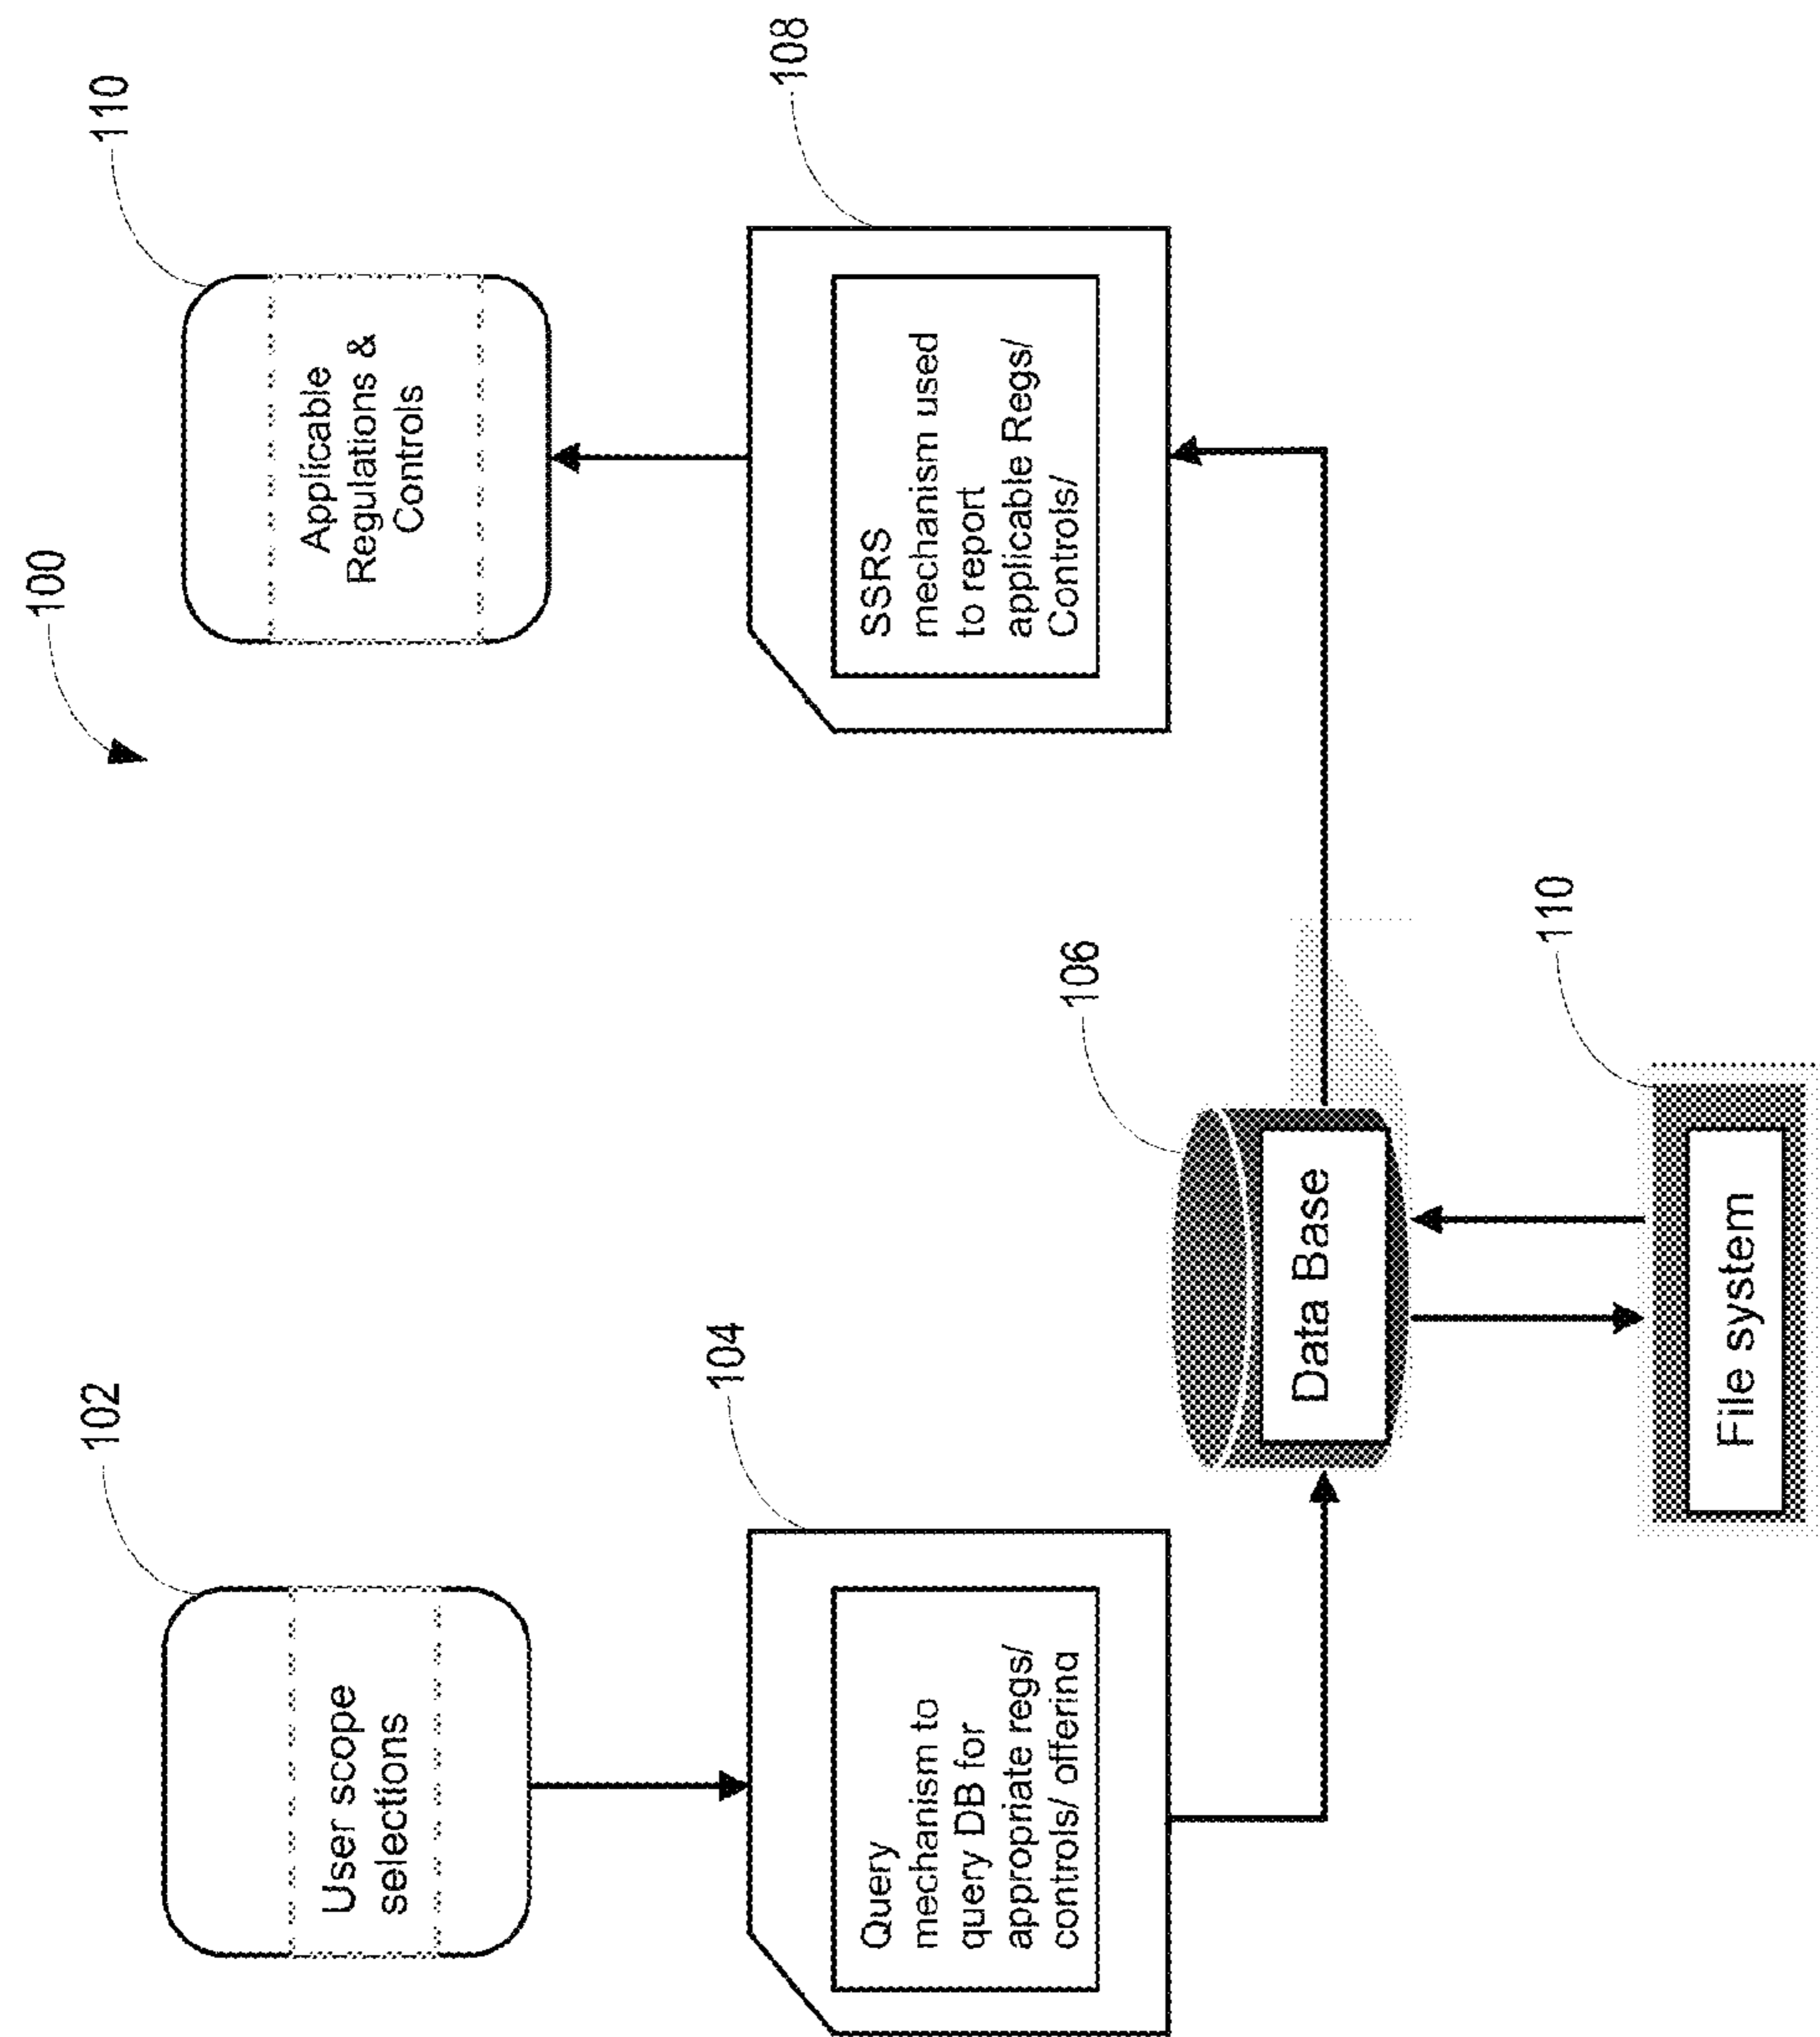 100
102
User scope
selections
104
Query
mechanism to
query DB for
appropriate regs/
controls/ offering
106
Data Base
110
File system
108
SSRS
mechanism used
to report
applicable Regs/
Controls/
110
Applicable
Regulations &
Controls